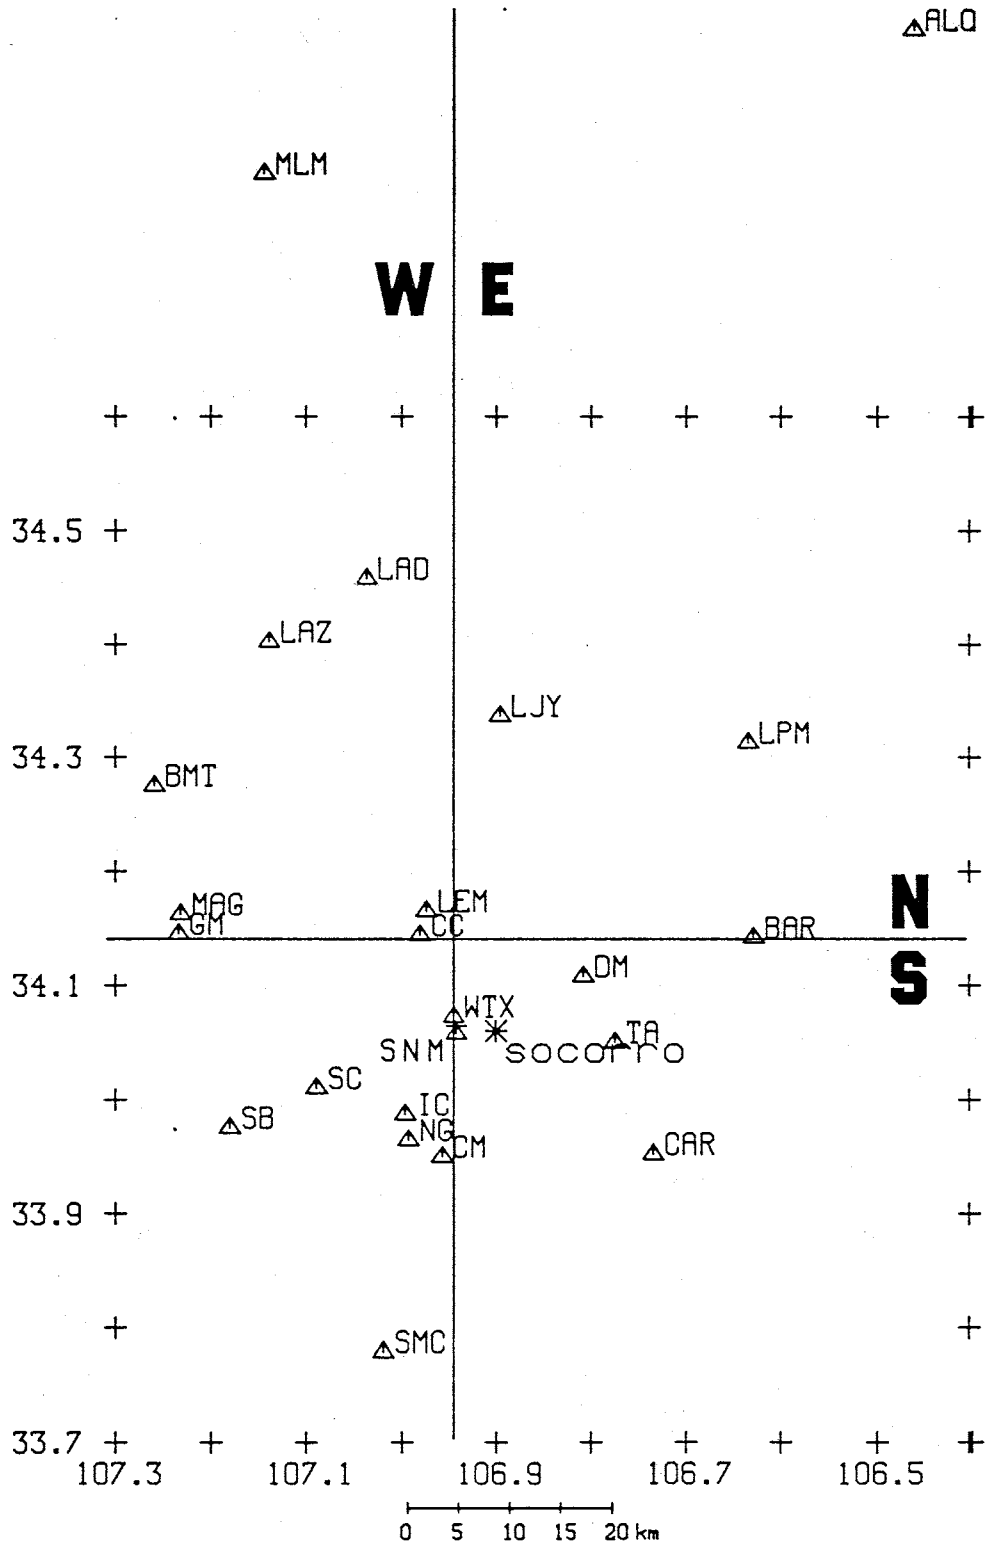 ALQ
MLM
W E
34.5
LAD
LAZ
LJY
LPM
34.3
BMT
MAG
LEM
N
GM
CC
BAR
DM
S
34.1
WTX
TA
SNM
socorro
SC
IC
SB
NG
CM
CAR
33.9
SMC
33.7
107.3 107.1 106.9 106.7 106.5
0 5 10 15 20 km